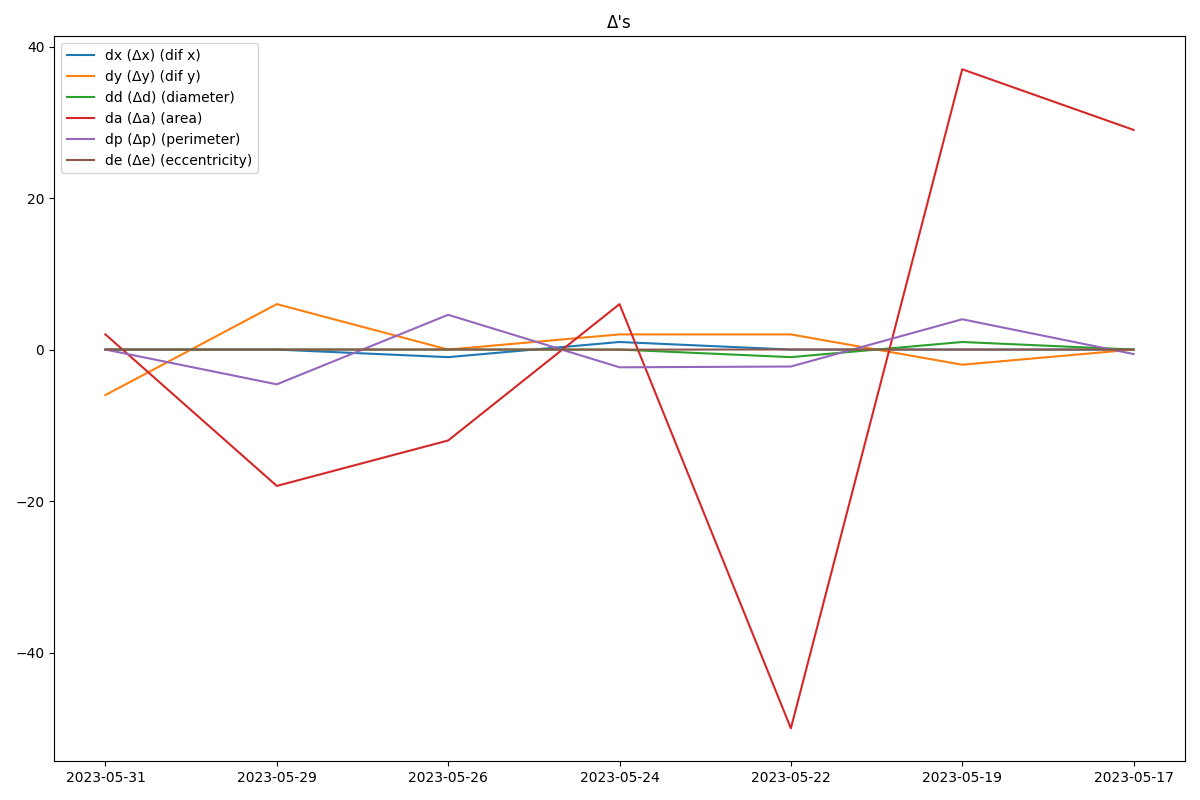 Δ's
dx (Δx) (dif x)
dy (Δy) (dif y)
dd (Δd) (diameter)
da (Δa) (area)
dp (Δp) (perimeter)
de (Δe) (eccentricity)
40
20
0
−20
−40
2023-05-31 2023-05-29 2023-05-26 2023-05-24 2023-05-22 2023-05-19 2023-05-17